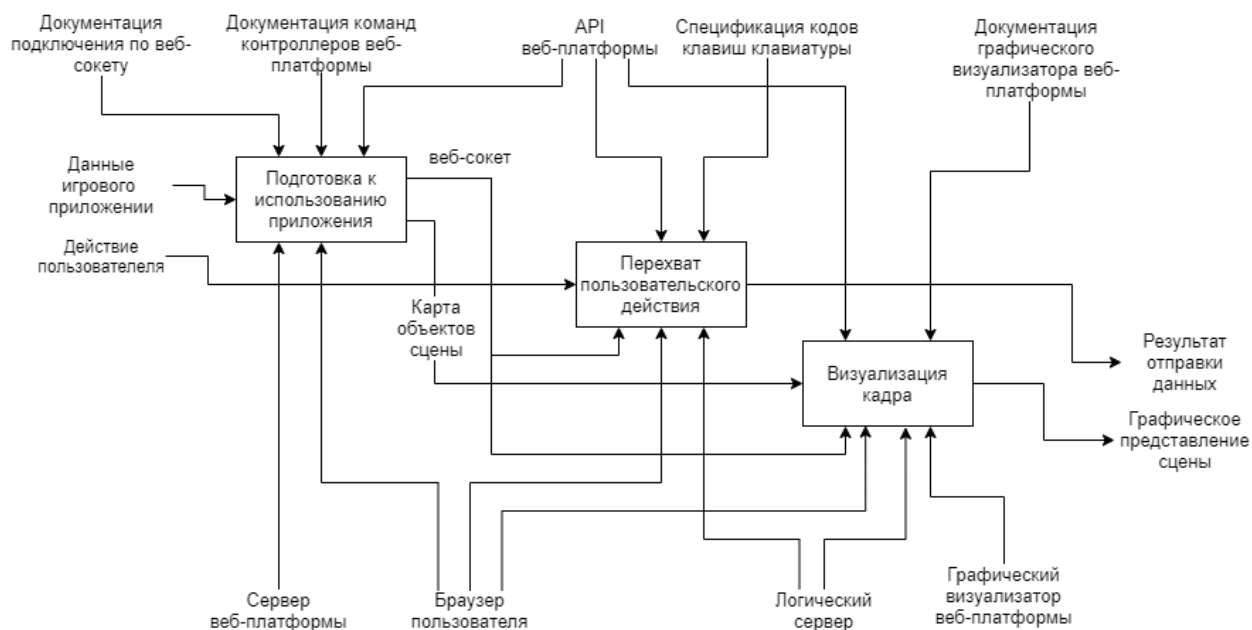 Документация
подключения по веб-
сокету
Документация команд
контроллеров веб-
платформы
API
веб-платформы
Спецификация кодов
клавиш клавиатуры
Документация
графического
визуализатора веб-
платформы
Данные
игрового
приложении
веб-сокет
Подготовка к
использованию
приложения
Действие
пользователеля
Перехват
пользовательского
действия
Карта
объектов
сцены
Визуализация
кадра
Результат
отправки
данных
Графическое
представление
сцены
Сервер
веб-платформы
Браузер
пользователя
Логический
сервер
Графический
визуализатор
веб-платформы